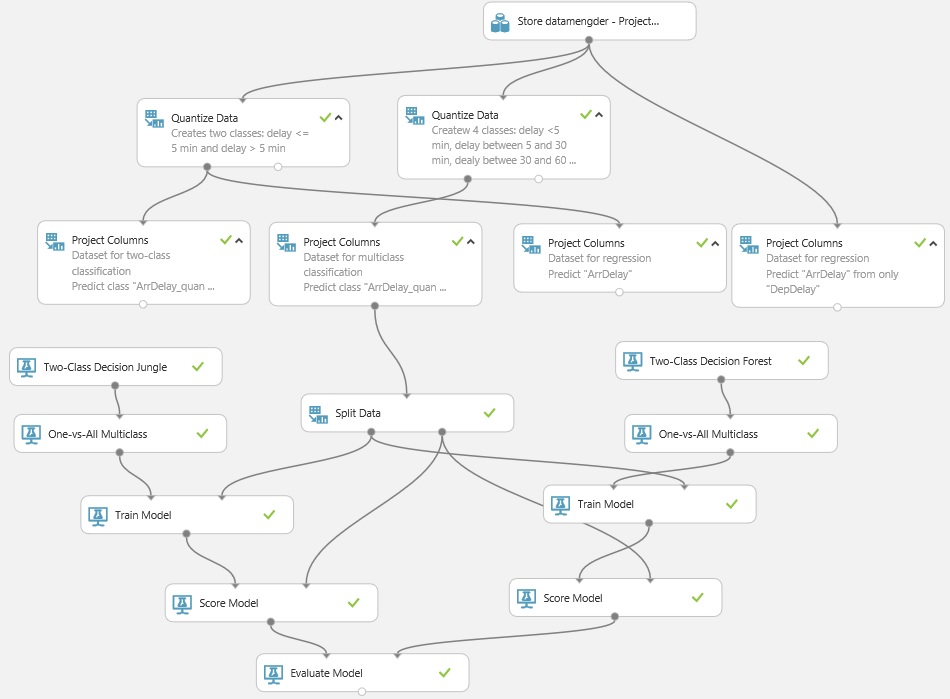 Store datamengder - Project...
Quantize Data
Creates two classes: delay <=
5 min and delay > 5 min
Quantize Data
Createw 4 classes: delay <5
min, delay between 5 and 30
min, dealy betwee 30 and 60 ...
Project Columns
Dataset for two-class
classification
Predict class "ArrDelay_quan ...
Project Columns
Dataset for multiclass
classification
Predict class "ArrDelay_quan ...
Project Columns
Dataset for regression
Predict "ArrDelay"
Project Columns
Dataset for regression
Predict "ArrDelay" from only
"DepDelay"
Two-Class Decision Jungle
Two-Class Decision Forest
Split Data
One-vs-All Multiclass
One-vs-All Multiclass
Train Model
Train Model
Score Model
Score Model
Evaluate Model